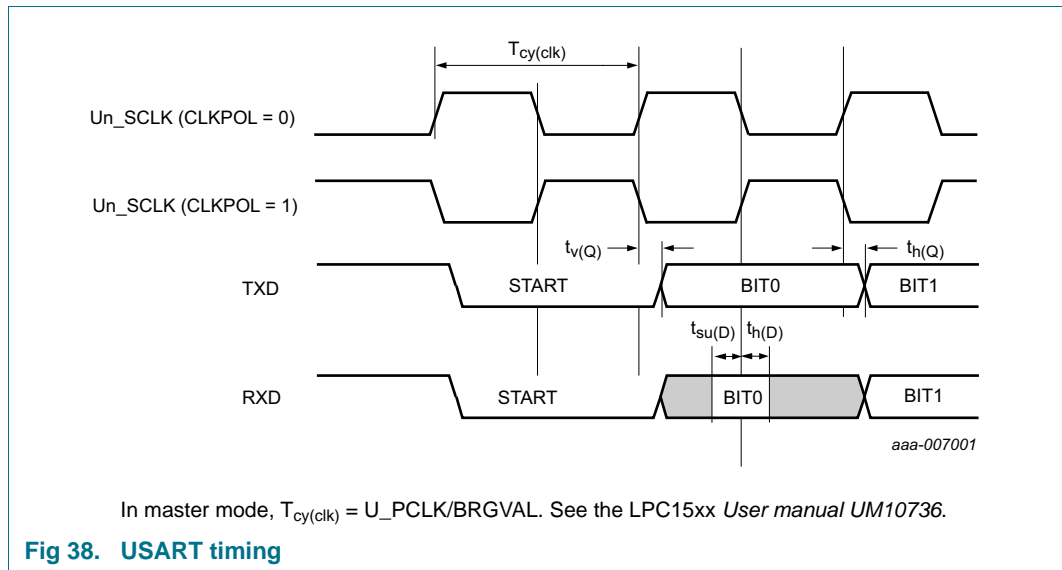 Tcy(clk)
Un_SCLK (CLKPOL = 0)
Un_SCLK (CLKPOL = 1)
tv(Q)
th(Q)
TXD
START
BIT0
BIT1
tsu(D)
th(D)
RXD
START
BIT0
BIT1
aaa-007001
In master mode, Tcy(clk) = U_PCLK/BRGVAL. See the LPC15xx User manual UM10736.
Fig 38. USART timing